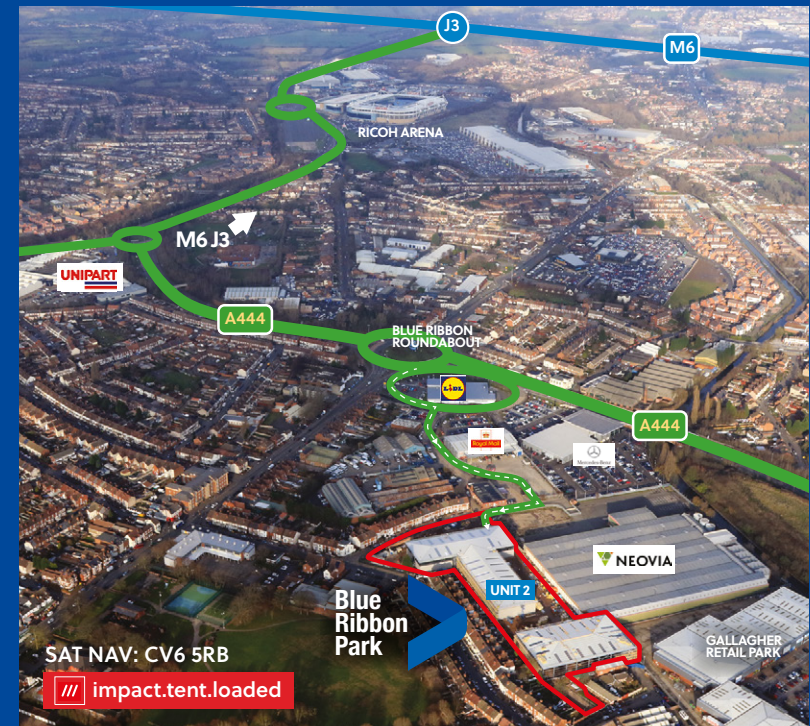 J3
M6
RICOH ARENA
M6 J3
UNIPART
A444
BLUE RIBBON
ROUNDABOUT
LIDL
Royal Mail
A444
Mercedes-Benz
NEOVIA
UNIT 2
Blue
Ribbon
Park
GALLAGHER
RETAIL PARK
SAT NAV: CV6 5RB
/// impact.tent.loaded